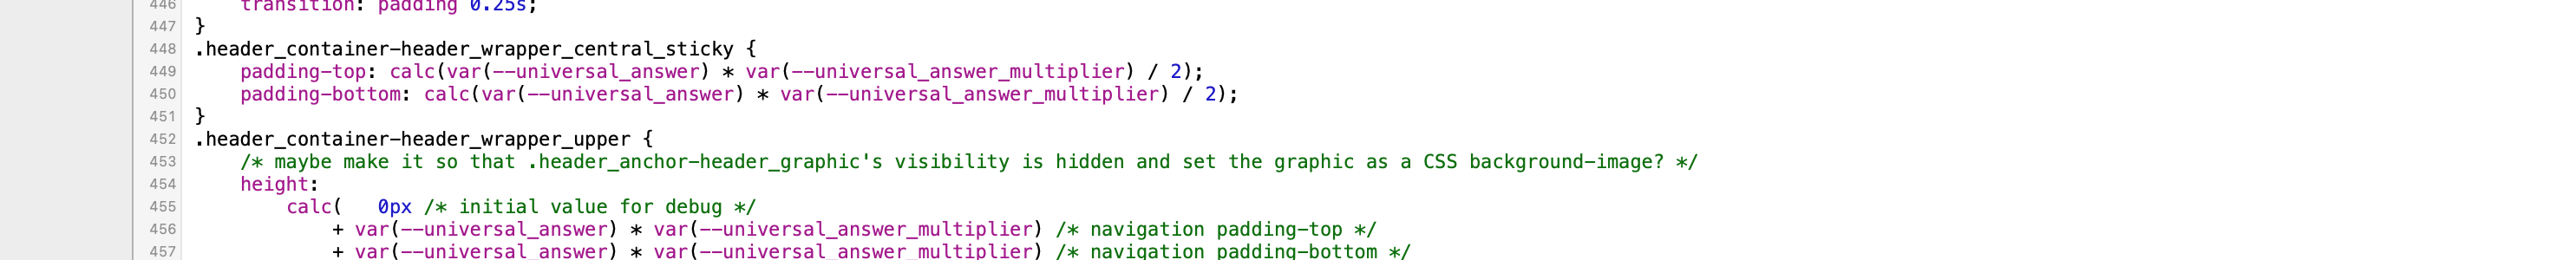 446 transition: padding 0.25s;
447 }
448 .header_container-header_wrapper_central_sticky {
449 padding-top: calc(var(--universal_answer) * var(--universal_answer_multiplier) / 2);
450 padding-bottom: calc(var(--universal_answer) * var(--universal_answer_multiplier) / 2);
451 }
452 .header_container-header_wrapper_upper {
453 /* maybe make it so that .header_anchor-header_graphic's visibility is hidden and set the graphic as a CSS background-image? */
454 height:
455 calc(   0px /* initial value for debug */
456 + var(--universal_answer) * var(--universal_answer_multiplier) /* navigation padding-top */
457 + var(--universal_answer) * var(--universal_answer_multiplier) /* navigation padding-bottom */